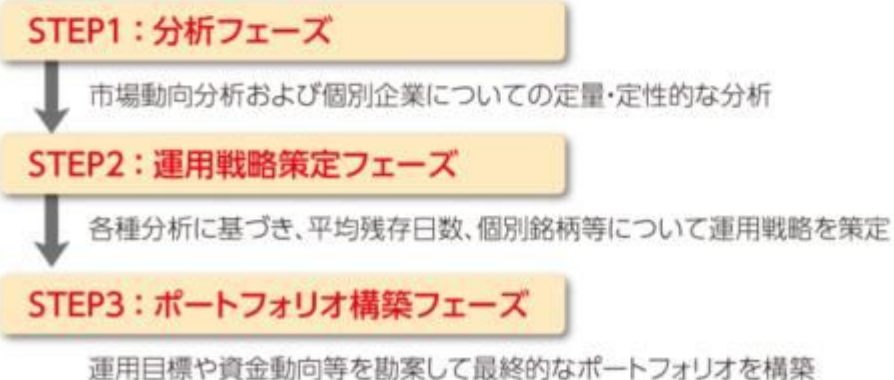 STEP1：分析フェーズ
市場動向分析および個別企業についての定量・定性的な分析
STEP2：運用戦略策定フェーズ
各種分析に基づき、平均残存日数、個別銘柄等について運用戦略を策定
STEP3：ポートフォリオ構築フェーズ
運用目標や資金動向等を勘案して最終的なポートフォリオを構築